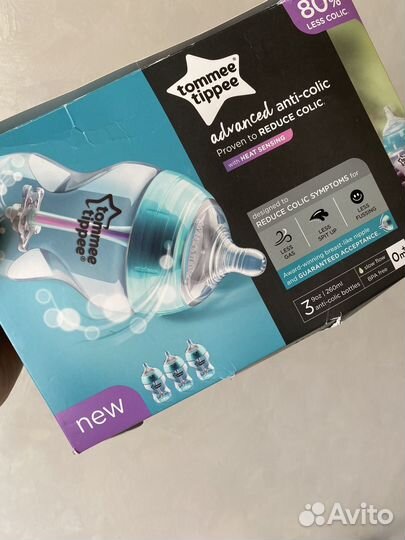 80%
LESS COLIC
tommee
tippee
advanced anti-colic
Proven to REDUCE COLIC
with HEAT SENSING
designed to
REDUCE COLIC SYMPTOMS for
LESS
GAS
LESS
SPIT UP
LESS
FUSSING
Award-winning breast-like nipple
and GUARANTEED ACCEPTANCE
3 9oz | 260ml
anti-colic bottles
slow flow
BPA free
0m+
tommee
tippee
new
Avito